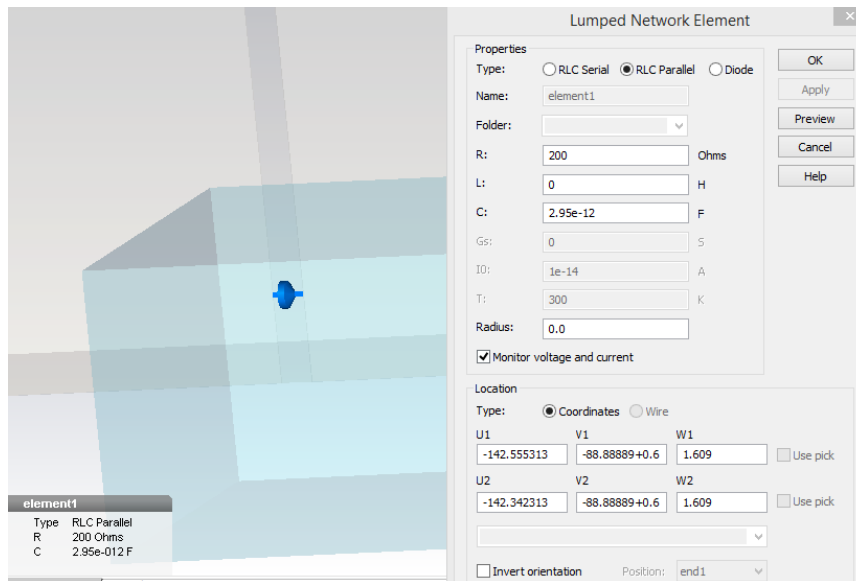 Lumped Network Element
Properties
Type: RLC Serial RLC Parallel Diode
OK
Name: element1
Apply
Folder:
Preview
R: 200 Ohms
Cancel
L: 0 H
Help
C: 2.95e-12 F
Gs: 0 S
I0: 1e-14 A
T: 300 K
Radius: 0.0
Monitor voltage and current
Location
Type: Coordinates Wire
U1 V1 W1
-142.555313 -88.88889+0.6 1.609 Use pick
U2 V2 W2
-142.342313 -88.88889+0.6 1.609 Use pick
Invert orientation Position: end1
element1
Type RLC Parallel
R 200 Ohms
C 2.95e-012 F